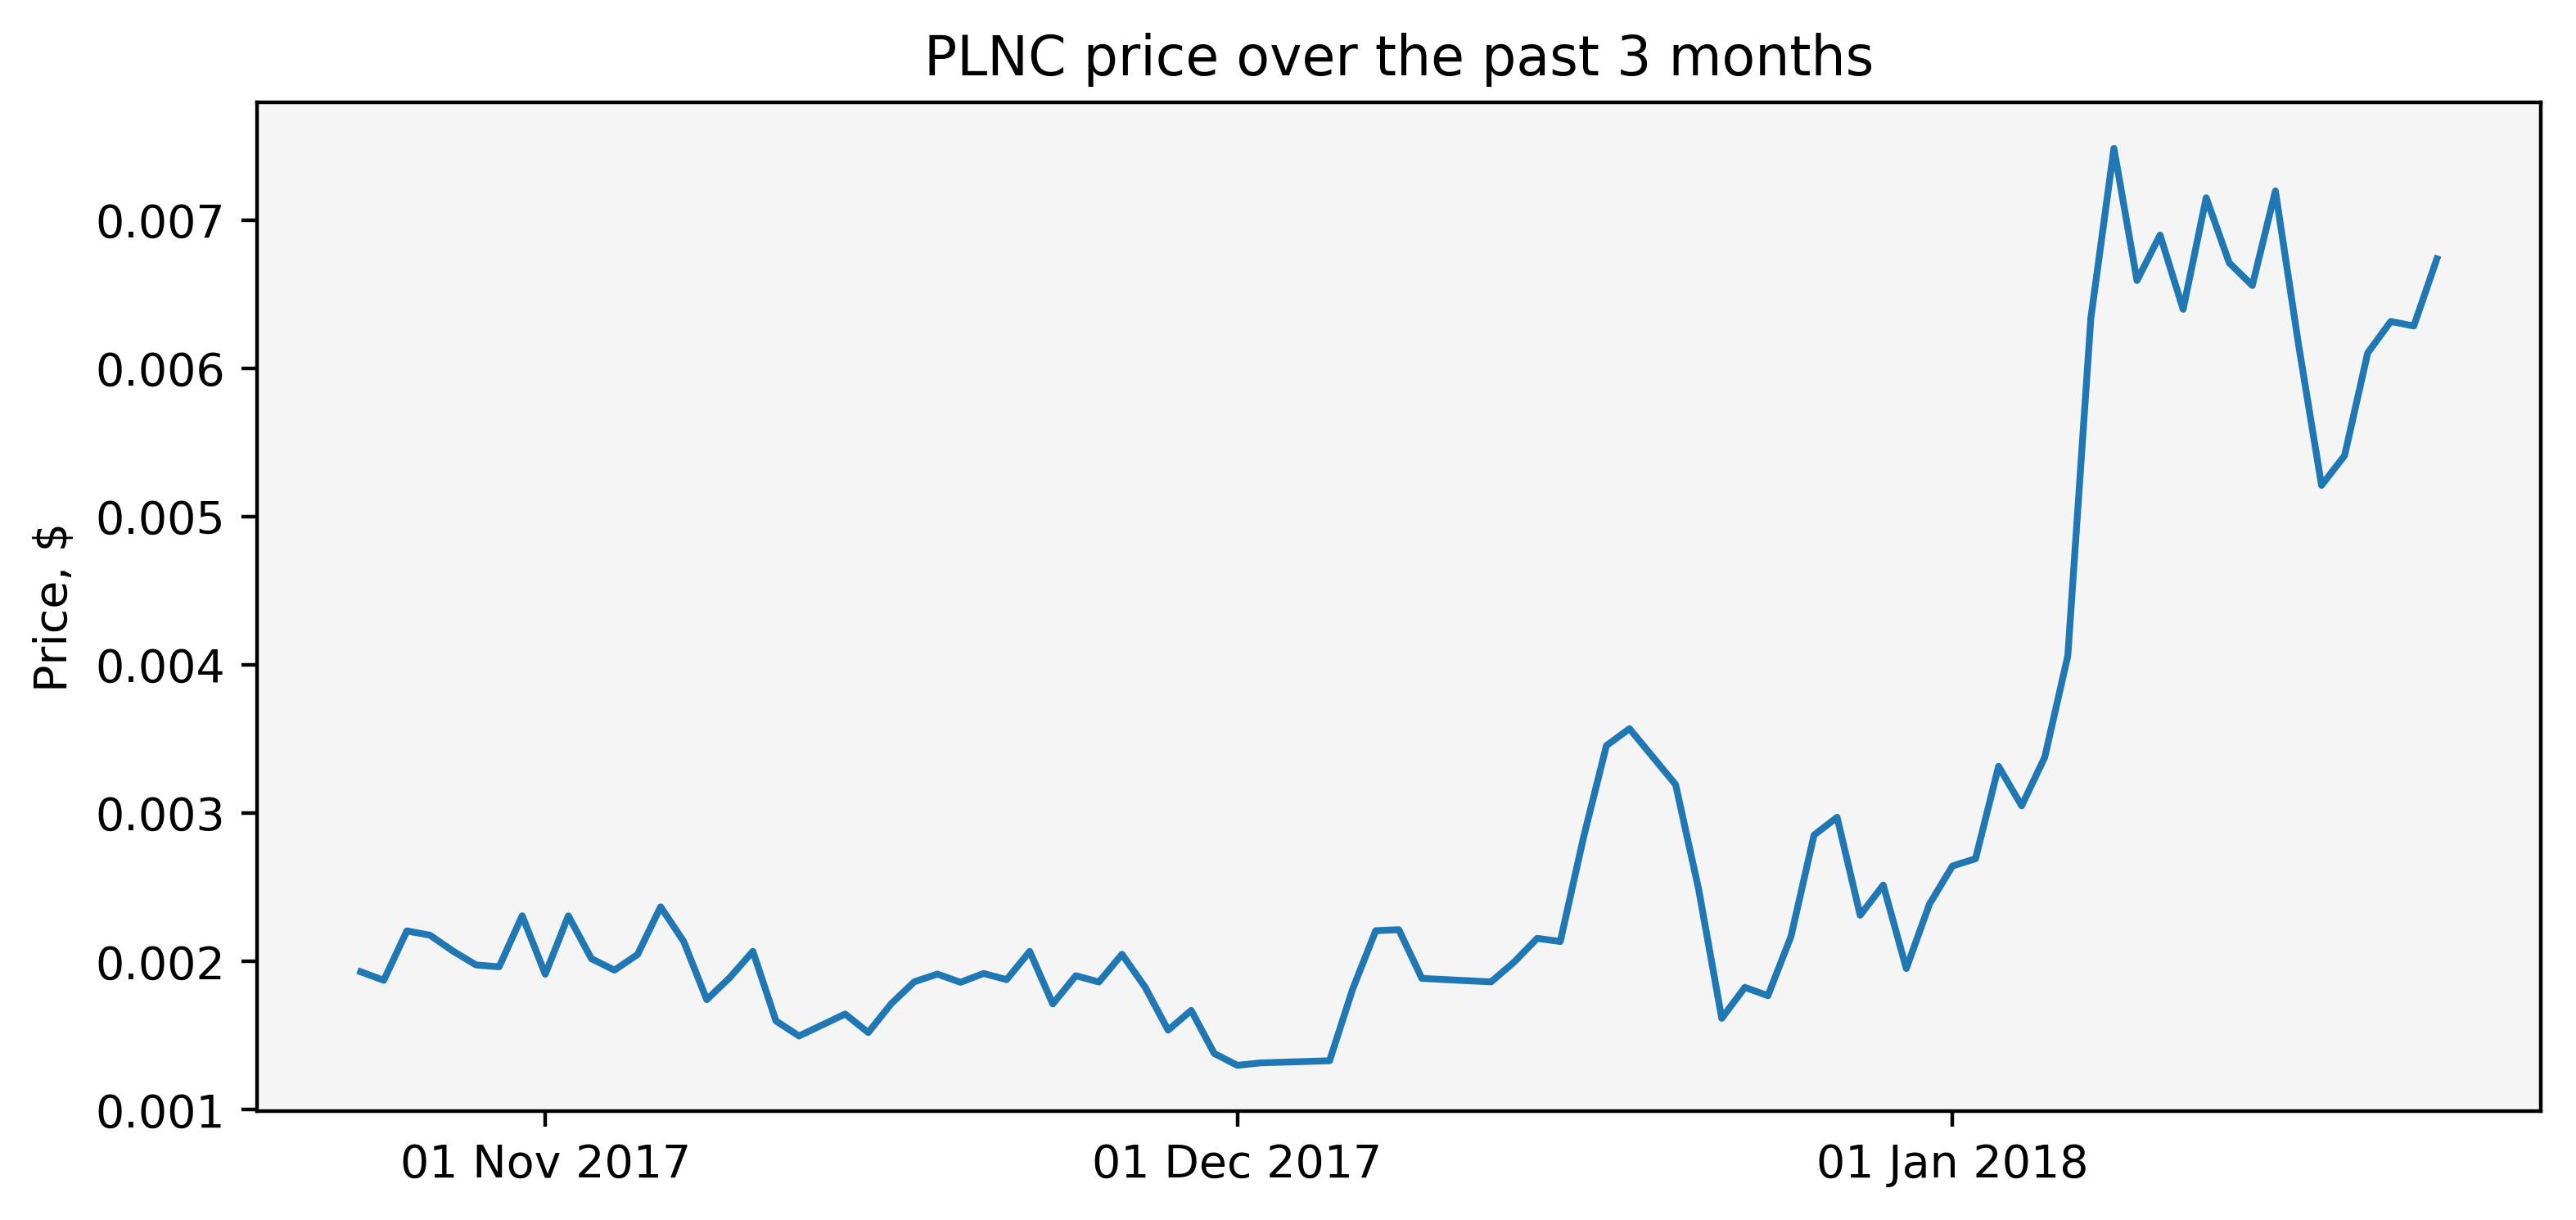 PLNC price over the past 3 months
Price, $
0.007
0.006
0.005
0.004
0.003
0.002
0.001
01 Nov 2017
01 Dec 2017
01 Jan 2018